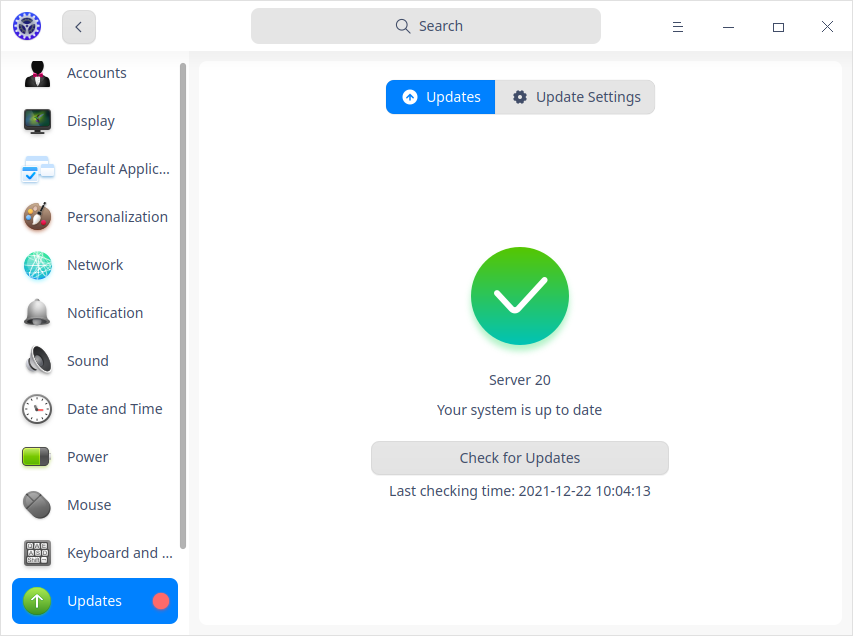 Search
Accounts
Display
Default Applic...
Personalization
Network
Notification
Sound
Date and Time
Power
Mouse
Keyboard and ...
Updates
Updates
Update Settings
Server 20
Your system is up to date
Check for Updates
Last checking time: 2021-12-22 10:04:13